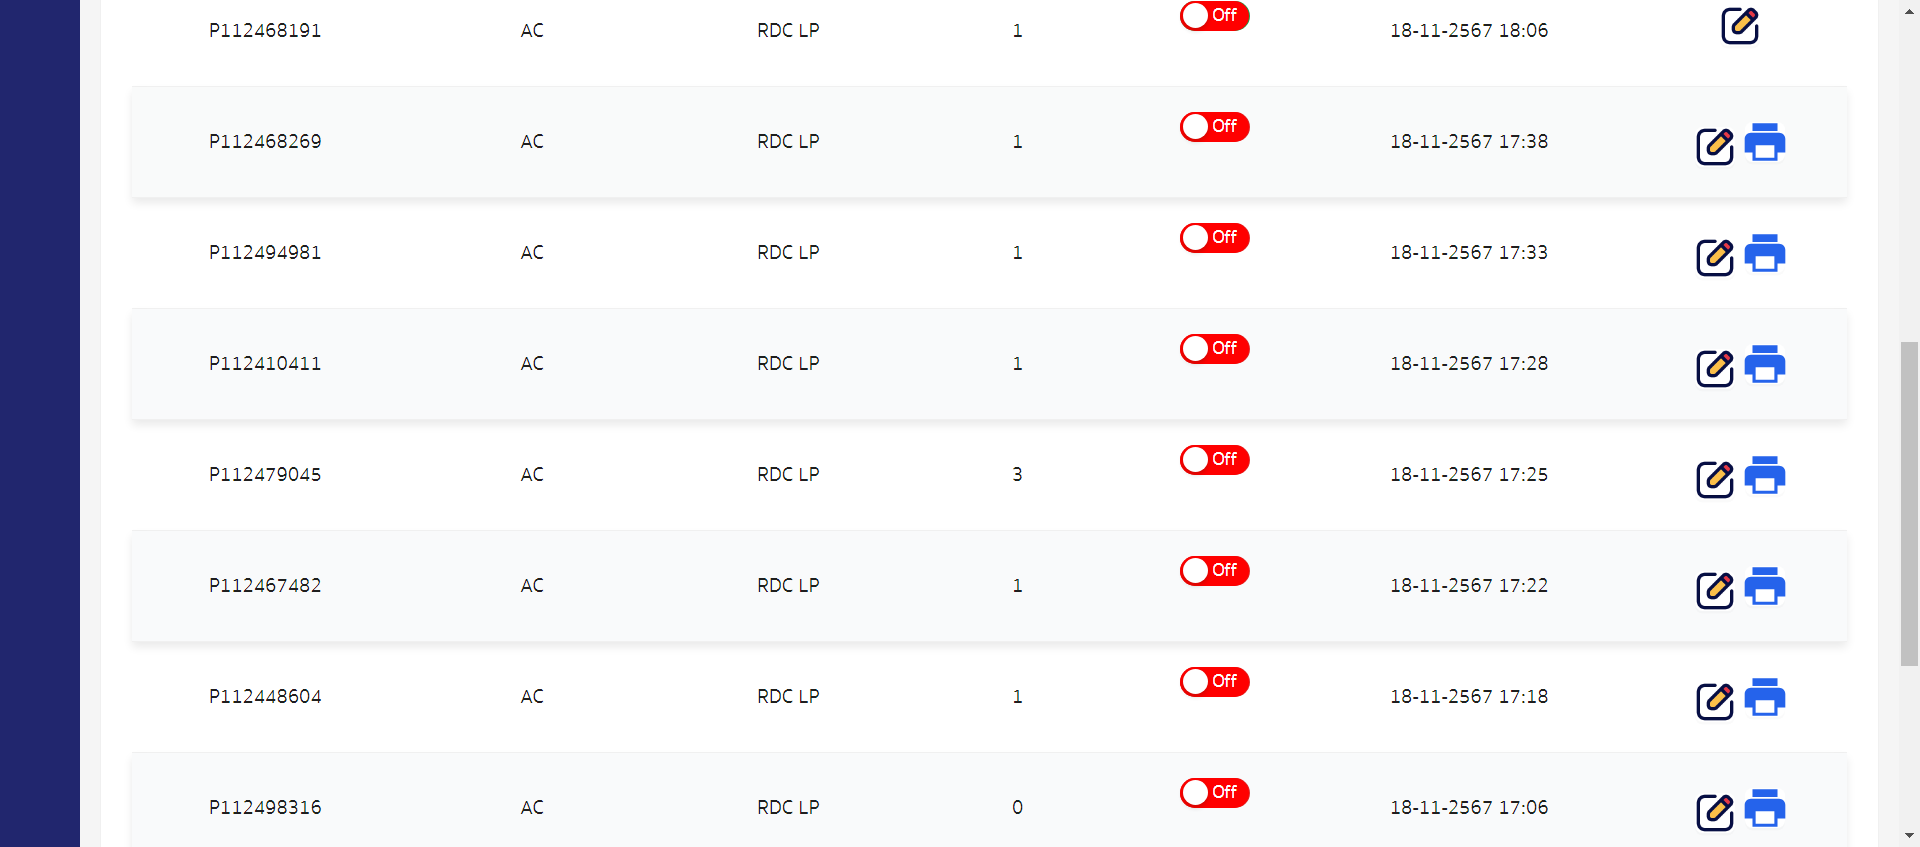 P112468191 AC RDC LP 1 Off 18-11-2567 18:06
P112468269 AC RDC LP 1 Off 18-11-2567 17:38
P112494981 AC RDC LP 1 Off 18-11-2567 17:33
P112410411 AC RDC LP 1 Off 18-11-2567 17:28
P112479045 AC RDC LP 3 Off 18-11-2567 17:25
P112467482 AC RDC LP 1 Off 18-11-2567 17:22
P112448604 AC RDC LP 1 Off 18-11-2567 17:18
P112498316 AC RDC LP 0 Off 18-11-2567 17:06